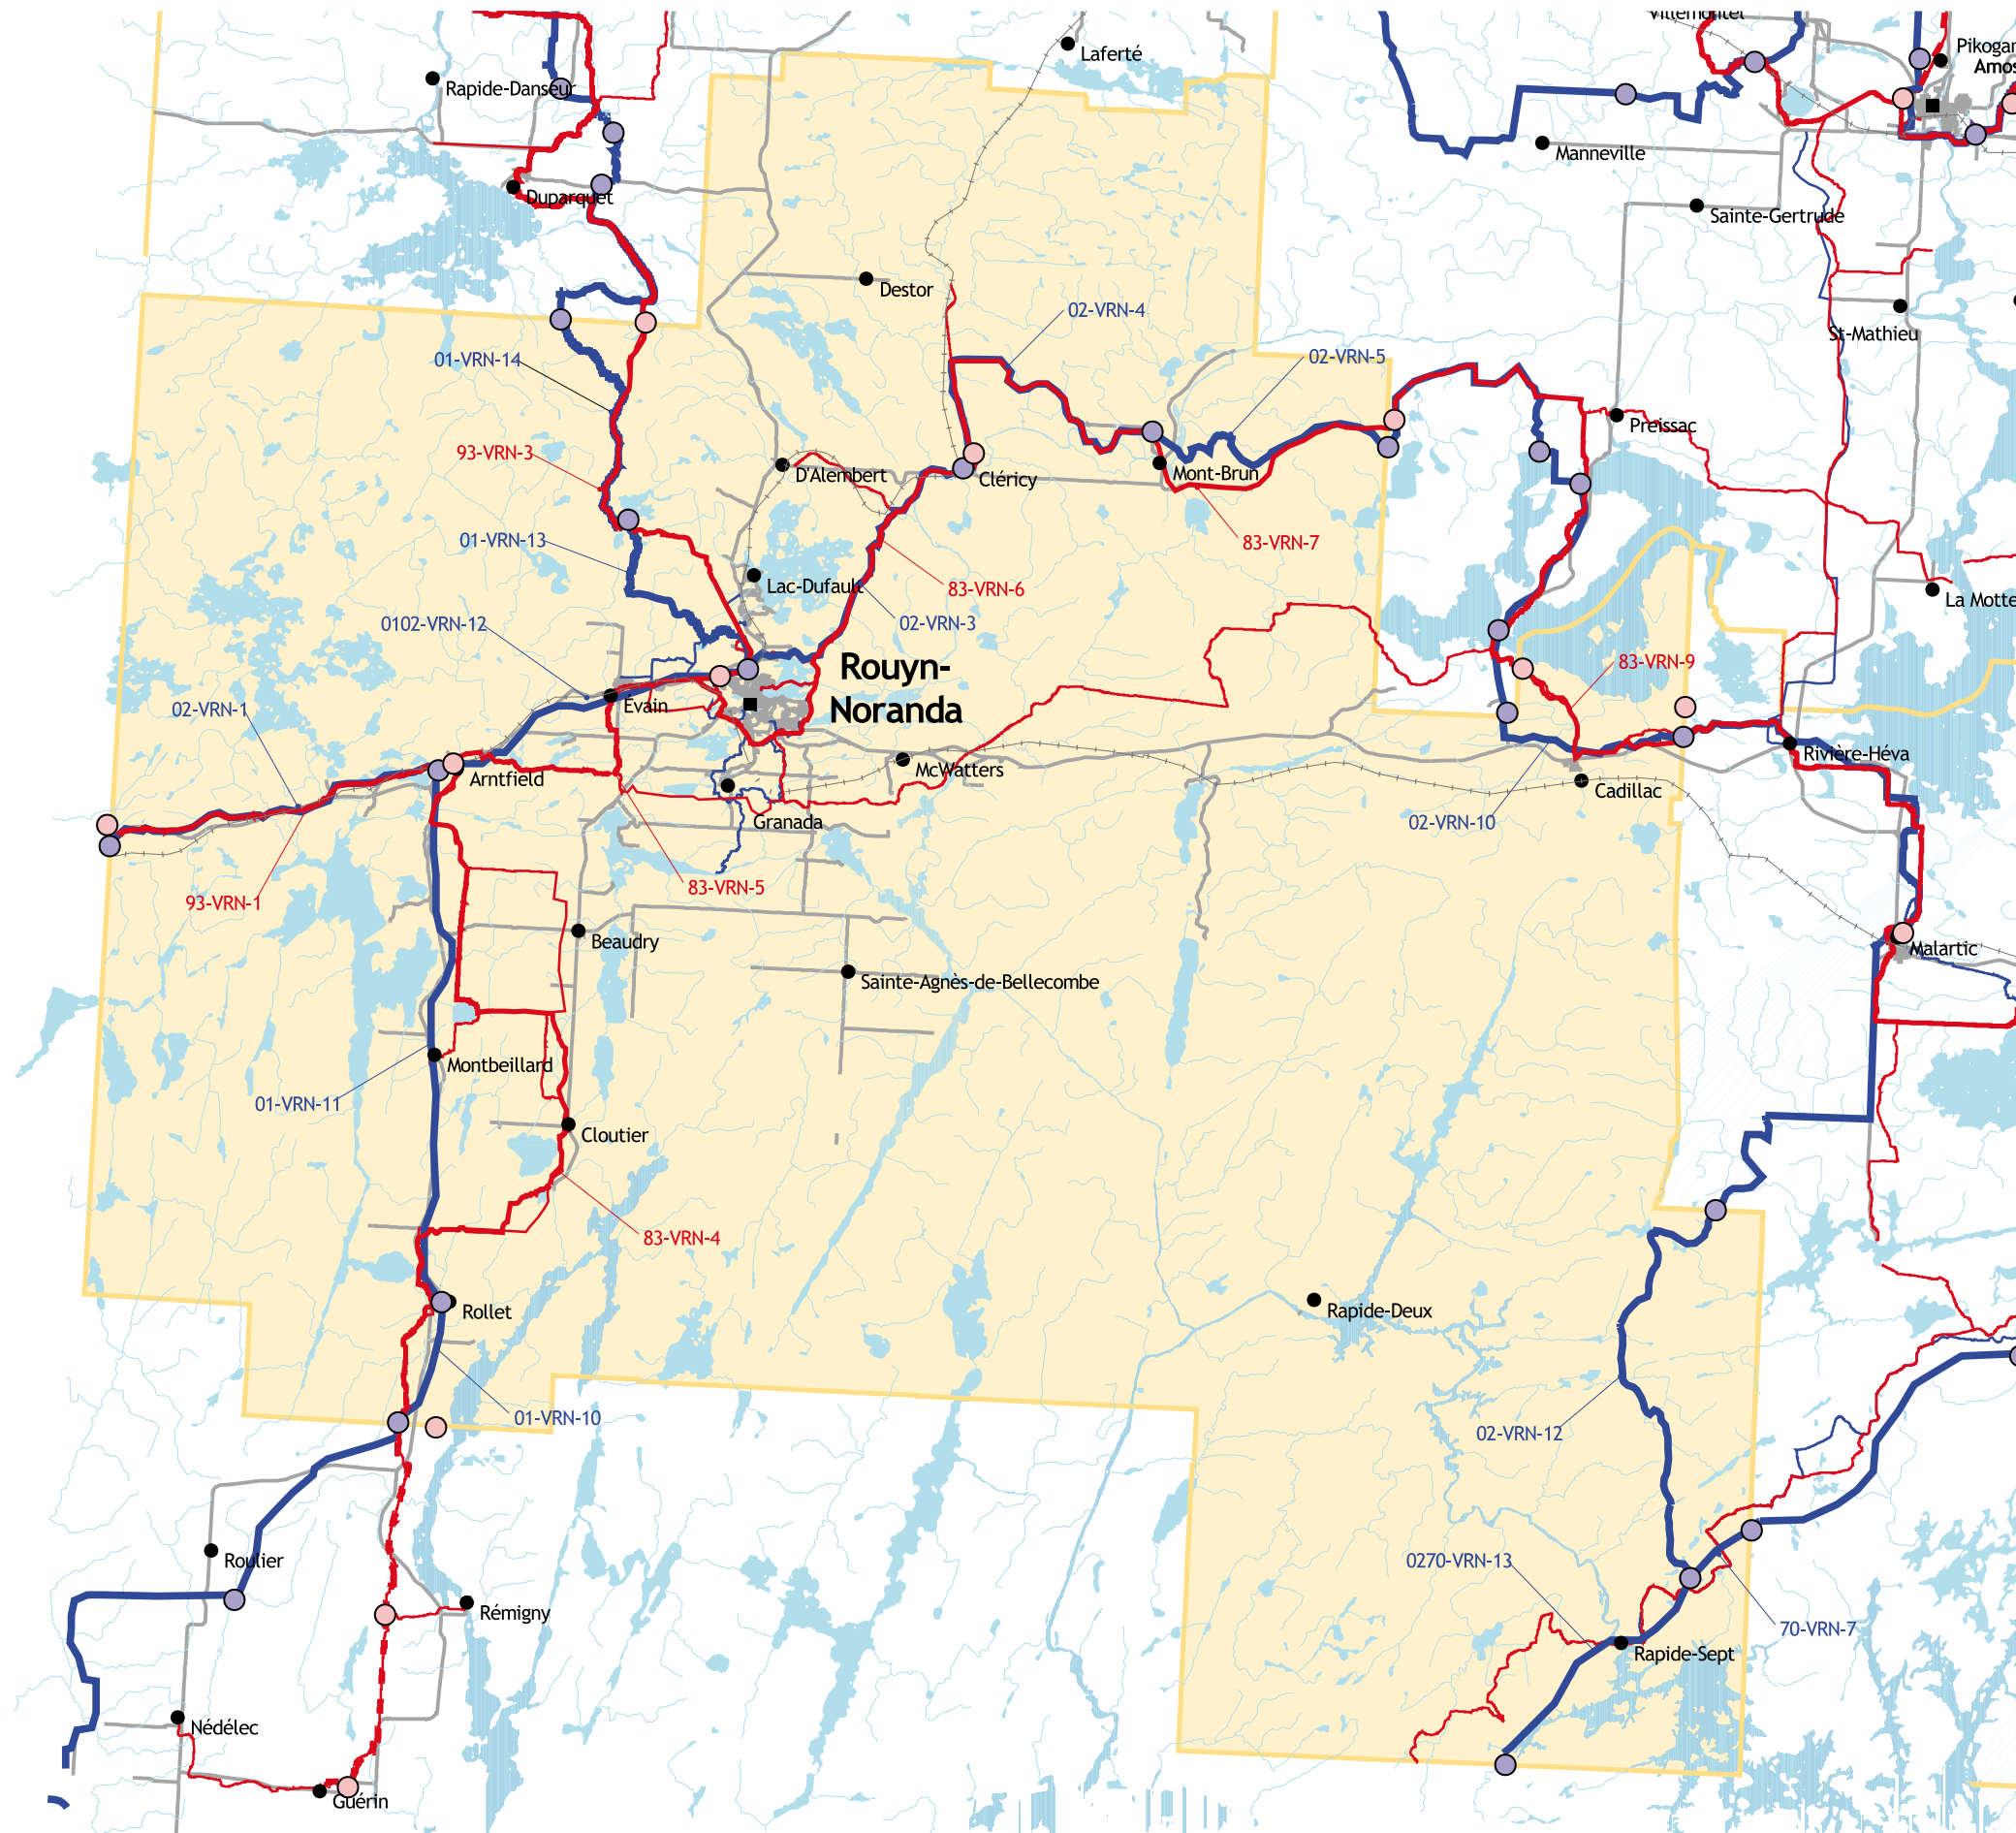 Villemontel
Laferté
Pikogan
Amos
Rapide-Danseur
Manneville
Duparquet
Sainte-Gertrude
Destor
02-VRN-4
St-Mathieu
01-VRN-14
02-VRN-5
Preissac
93-VRN-3
D'Alembert
Cléricy
Mont-Brun
01-VRN-13
83-VRN-7
Lac-Dufault
83-VRN-6
La Motte
0102-VRN-12
02-VRN-3
Rouyn-
Noranda
83-VRN-9
02-VRN-1
Évain
Arntfield
McWatters
Rivière-Héva
Cadillac
Granada
02-VRN-10
93-VRN-1
83-VRN-5
Beaudry
Malartic
Sainte-Agnès-de-Bellecombe
Montbeillard
01-VRN-11
Cloutier
83-VRN-4
Rollet
Rapide-Deux
01-VRN-10
02-VRN-12
Roulier
0270-VRN-13
Rémigny
70-VRN-7
Rapide-Sept
Nédélec
Guérin